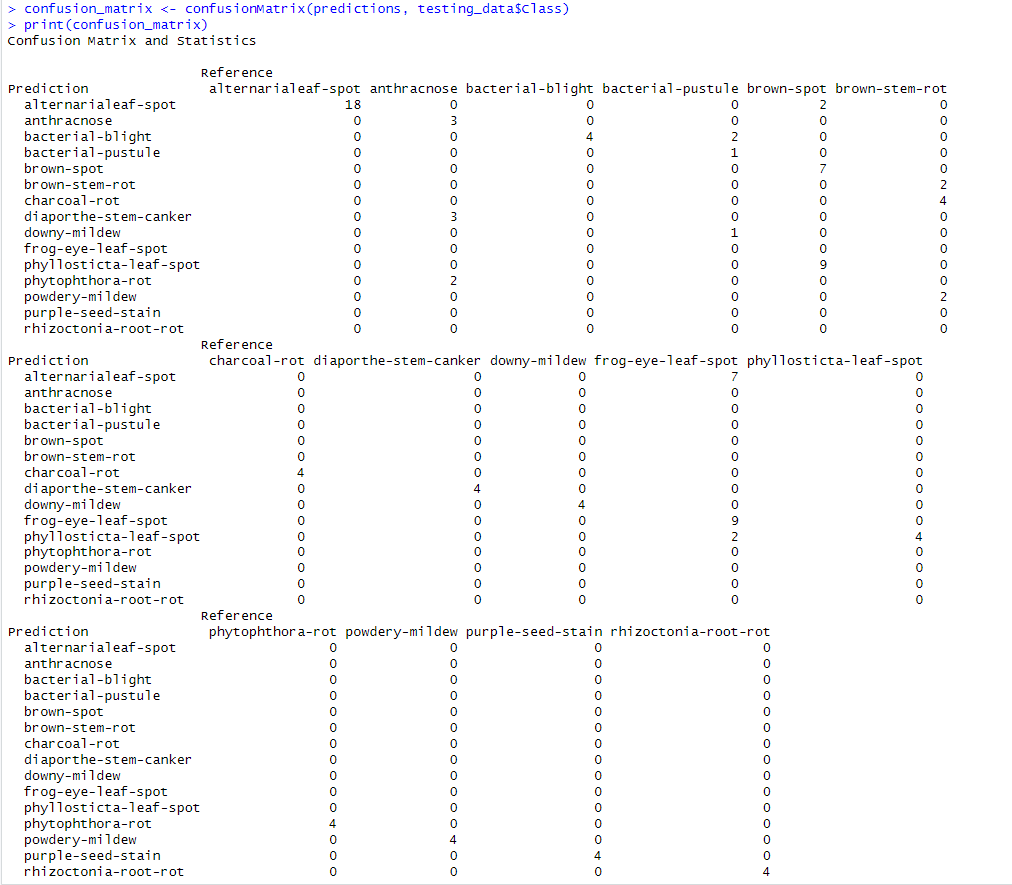 > confusion_matrix <- confusionMatrix(predictions, testing_data$Class)
> print(confusion_matrix)
Confusion Matrix and Statistics
Reference
Prediction alternarialeaf-spot anthracnose bacterial-blight bacterial-pustule brown-spot brown-stem-rot
alternarialeaf-spot 18 0 0 0 2 0
anthracnose 0 3 0 0 0 0
bacterial-blight 0 0 4 2 0 0
bacterial-pustule 0 0 0 1 0 0
brown-spot 0 0 0 0 7 0
brown-stem-rot 0 0 0 0 0 2
charcoal-rot 0 0 0 0 0 4
diaporthe-stem-canker 0 3 0 0 0 0
downy-mildew 0 0 0 1 0 0
frog-eye-leaf-spot 0 0 0 0 0 0
phyllosticta-leaf-spot 0 0 0 0 9 0
phytophthora-rot 0 2 0 0 0 0
powdery-mildew 0 0 0 0 0 2
purple-seed-stain 0 0 0 0 0 0
rhizoctonia-root-rot 0 0 0 0 0 0
Reference
Prediction charcoal-rot diaporthe-stem-canker downy-mildew frog-eye-leaf-spot phyllosticta-leaf-spot
alternarialeaf-spot 0 0 0 7 0
anthracnose 0 0 0 0 0
bacterial-blight 0 0 0 0 0
bacterial-pustule 0 0 0 0 0
brown-spot 0 0 0 0 0
brown-stem-rot 0 0 0 0 0
charcoal-rot 4 0 0 0 0
diaporthe-stem-canker 0 4 0 0 0
downy-mildew 0 0 4 0 0
frog-eye-leaf-spot 0 0 0 9 0
phyllosticta-leaf-spot 0 0 0 2 4
phytophthora-rot 0 0 0 0 0
powdery-mildew 0 0 0 0 0
purple-seed-stain 0 0 0 0 0
rhizoctonia-root-rot 0 0 0 0 0
Reference
Prediction phytophthora-rot powdery-mildew purple-seed-stain rhizoctonia-root-rot
alternarialeaf-spot 0 0 0 0
anthracnose 0 0 0 0
bacterial-blight 0 0 0 0
bacterial-pustule 0 0 0 0
brown-spot 0 0 0 0
brown-stem-rot 0 0 0 0
charcoal-rot 0 0 0 0
diaporthe-stem-canker 0 0 0 0
downy-mildew 0 0 0 0
frog-eye-leaf-spot 0 0 0 0
phyllosticta-leaf-spot 0 0 0 0
phytophthora-rot 4 0 0 0
powdery-mildew 0 4 0 0
purple-seed-stain 0 0 4 0
rhizoctonia-root-rot 0 0 0 4